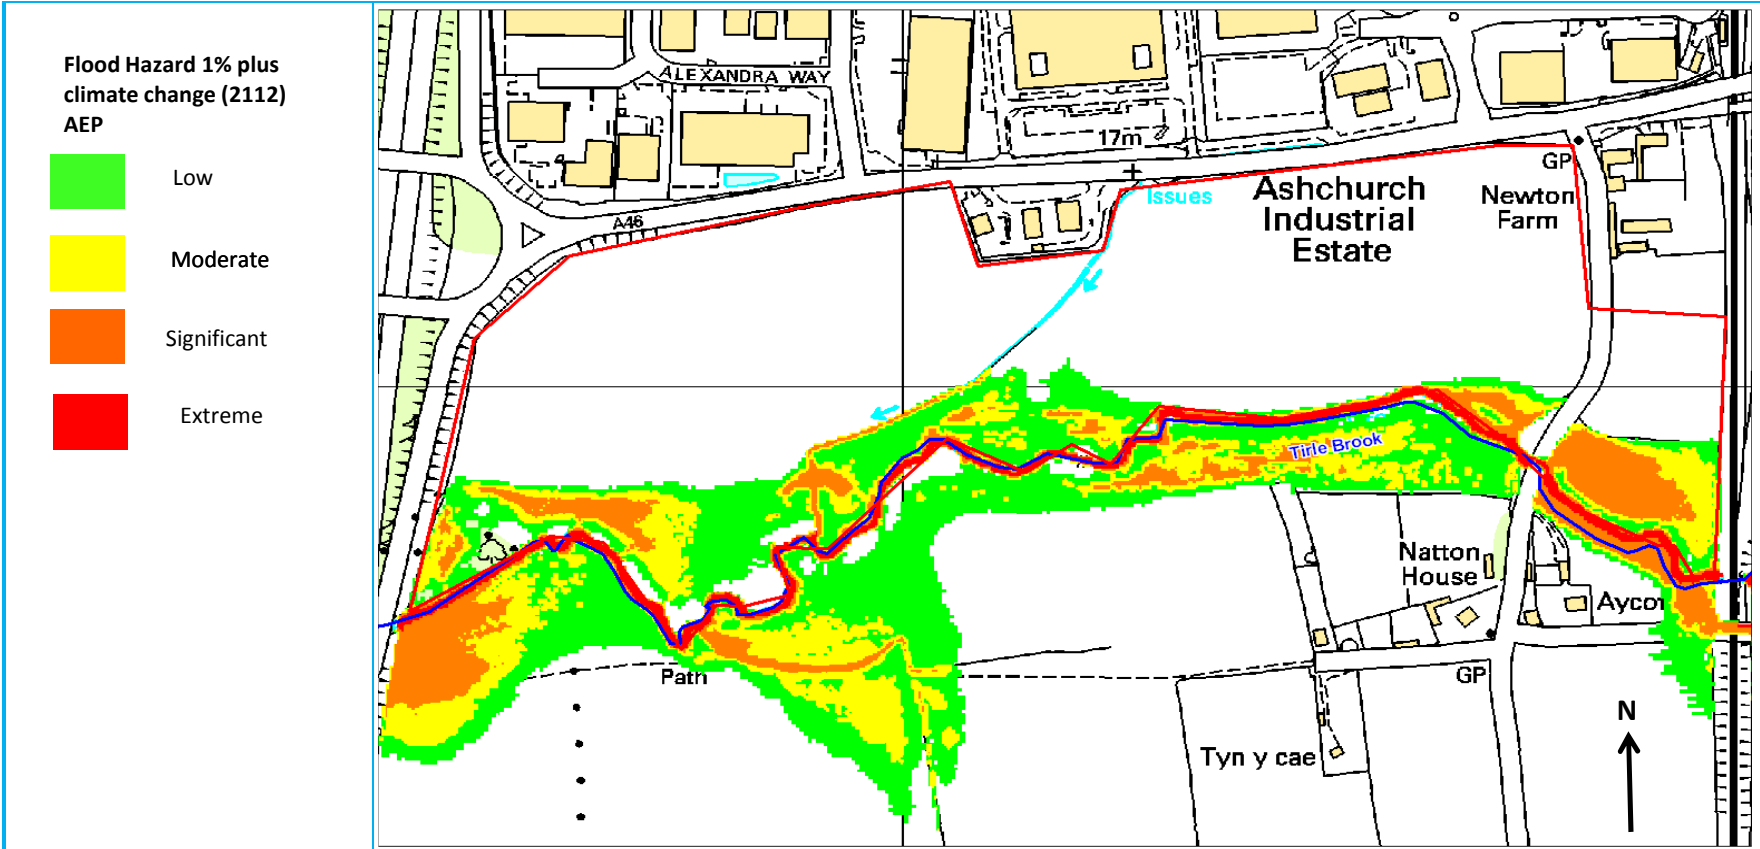 Flood Hazard 1% plus
climate change (2112)
AEP
Low
Moderate
Significant
Extreme
ALEXANDRA WAY
17m
A46
Issues
Ashchurch
Industrial
Estate
GP
Newton
Farm
Tirle Brook
Natton
House
Aycot
Path
GP
Tyn y cae
N